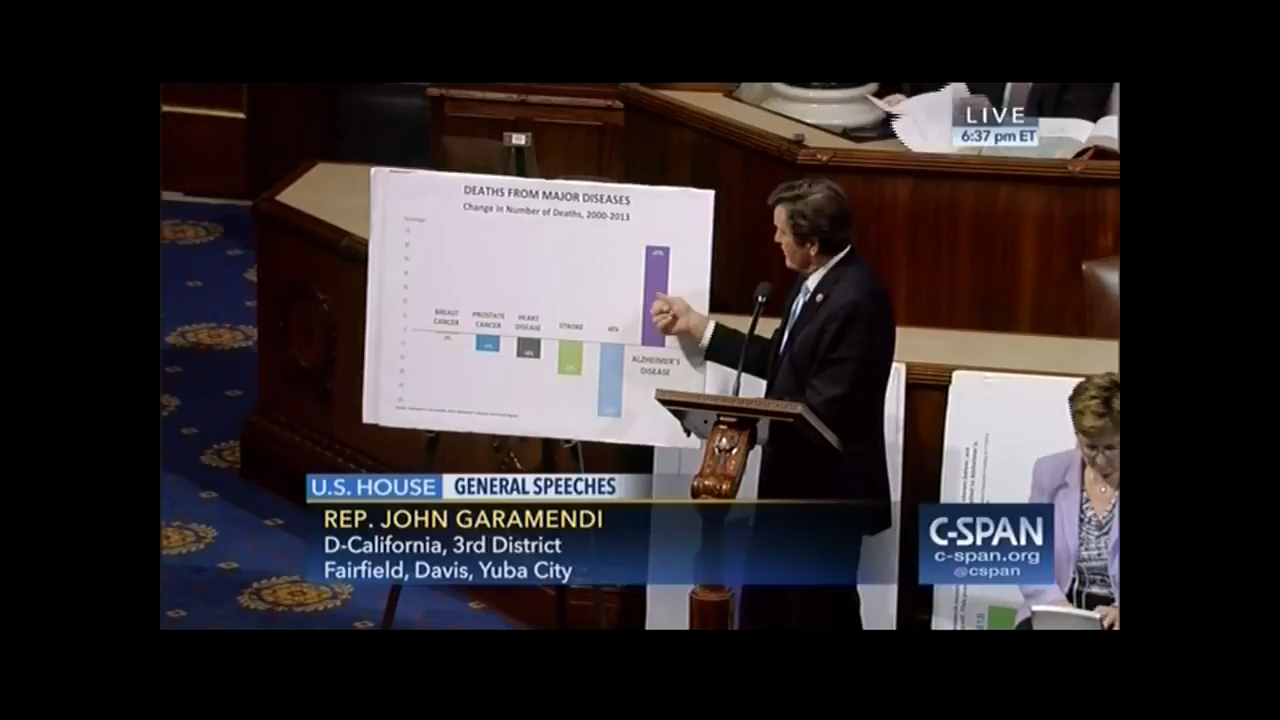 LIVE
6:37 pm ET
DEATHS FROM MAJOR DISEASES
Change in Number of Deaths, 2000-2013
BREAST
CANCER
PROSTATE
CANCER
HEART
DISEASE
STROKE
HIV
ALZHEIMER'S
DISEASE
U.S. HOUSE GENERAL SPEECHES
REP. JOHN GARAMENDI
D-California, 3rd District
Fairfield, Davis, Yuba City
C-SPAN
c-span.org
@cspan